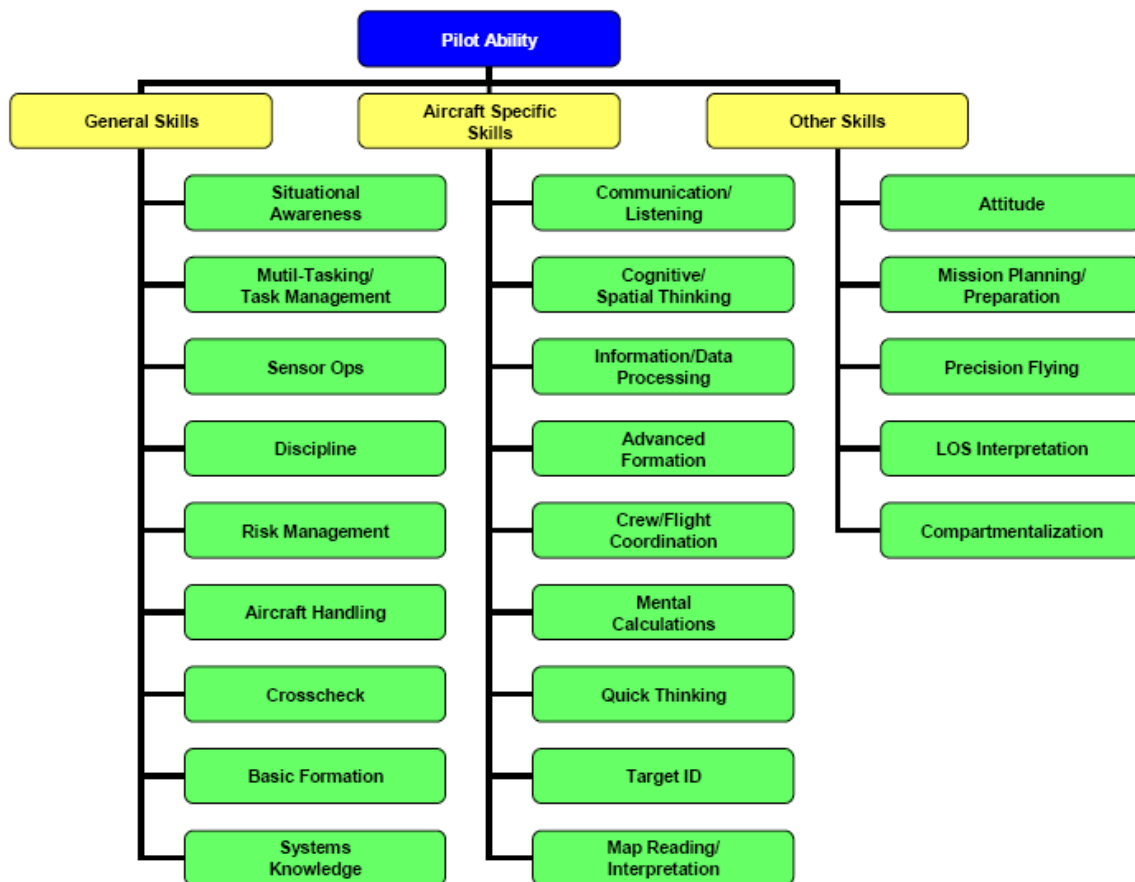 Pilot Ability
General Skills
Situational
Awareness
Mutil-Tasking/
Task Management
Sensor Ops
Discipline
Risk Management
Aircraft Handling
Crosscheck
Basic Formation
Systems
Knowledge
Aircraft Specific
Skills
Communication/
Listening
Cognitive/
Spatial Thinking
Information/Data
Processing
Advanced
Formation
Crew/Flight
Coordination
Mental
Calculations
Quick Thinking
Target ID
Map Reading/
Interpretation
Other Skills
Attitude
Mission Planning/
Preparation
Precision Flying
LOS Interpretation
Compartmentalization